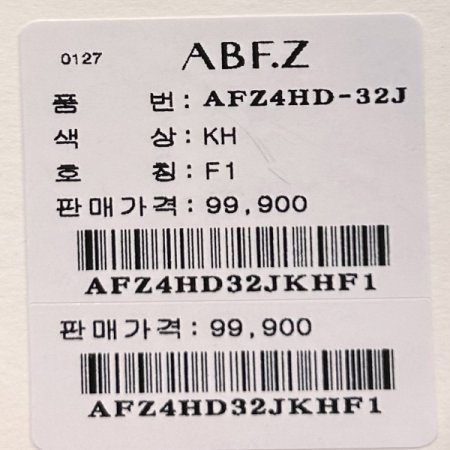 0127 ABF.Z
품 번 : AFZ4HD-32J
색 상 : KH
호 칭 : F1
판매가격 : 99,900
AFZ4HD32JKHF1
판매가격 : 99,900
AFZ4HD32JKHF1